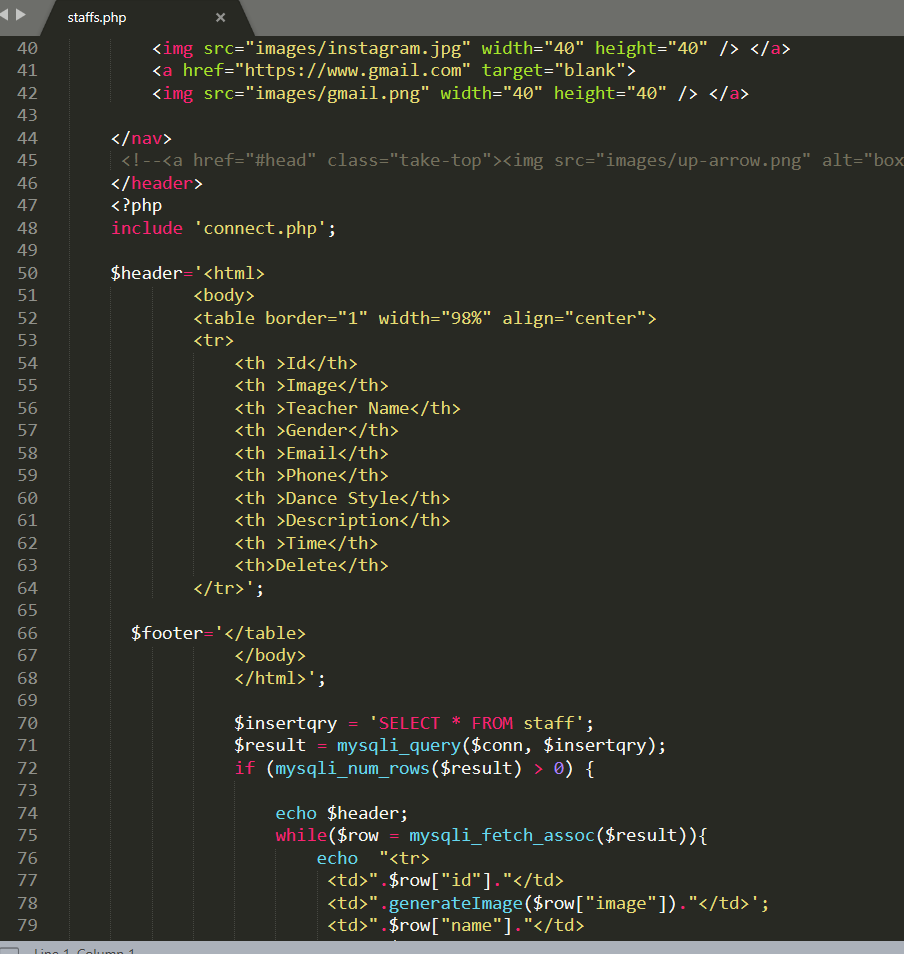 staffs.php ×
40 <img src="images/instagram.jpg" width="40" height="40" /> </a>
41 <a href="https://www.gmail.com" target="blank">
42 <img src="images/gmail.png" width="40" height="40" /> </a>
43
44 </nav>
45 <!--<a href="#head" class="take-top"><img src="images/up-arrow.png" alt="box
46 </header>
47 <?php
48 include 'connect.php';
49
50 $header='<html>
51 <body>
52 <table border="1" width="98%" align="center">
53 <tr>
54 <th >Id</th>
55 <th >Image</th>
56 <th >Teacher Name</th>
57 <th >Gender</th>
58 <th >Email</th>
59 <th >Phone</th>
60 <th >Dance Style</th>
61 <th >Description</th>
62 <th >Time</th>
63 <th>Delete</th>
64 </tr>';
65
66 $footer='</table>
67 </body>
68 </html>';
69
70 $insertqry = 'SELECT * FROM staff';
71 $result = mysqli_query($conn, $insertqry);
72 if (mysqli_num_rows($result) > 0) {
73
74 echo $header;
75 while($row = mysqli_fetch_assoc($result)){
76 echo  "<tr>
77 <td>".$row["id"]."</td>
78 <td>".generateImage($row["image"])."</td>';
79 <td>".$row["name"]."</td>
Line 1, Column 1